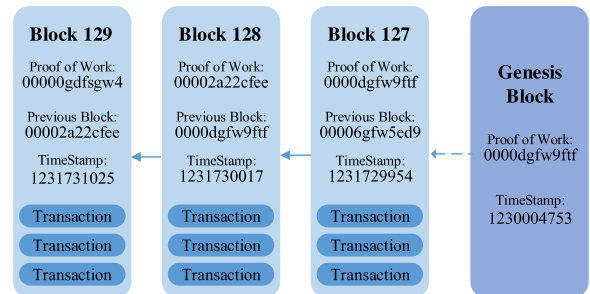 Block 129
Proof of Work:
00000gdfsgw4
Previous Block:
00002a22cfee
TimeStamp:
1231731025
Transaction
Transaction
Transaction
Block 128
Proof of Work:
00002a22cfee
Previous Block:
0000dgfw9ftf
TimeStamp:
1231730017
Transaction
Transaction
Transaction
Block 127
Proof of Work:
0000dgfw9ftf
Previous Block:
00006gfw5ed9
TimeStamp:
1231729954
Transaction
Transaction
Transaction
Genesis
Block
Proof of Work:
0000dgfw9ftf
TimeStamp:
1230004753